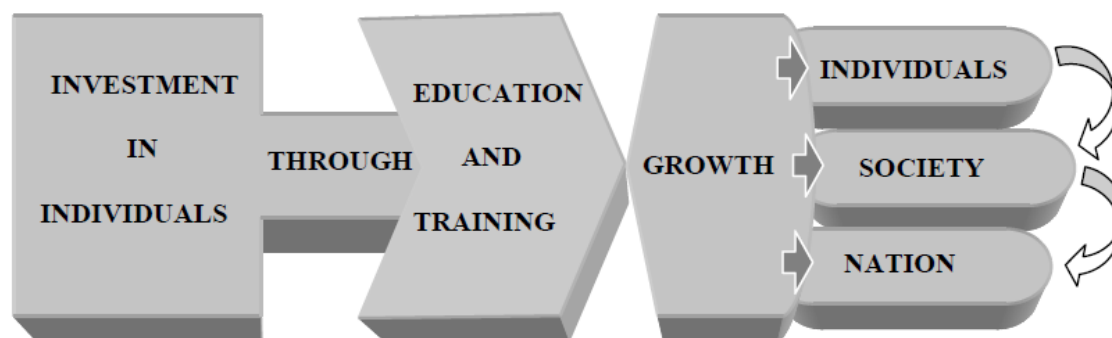 INVESTMENT
IN
INDIVIDUALS
THROUGH
EDUCATION
AND
TRAINING
GROWTH
INDIVIDUALS
SOCIETY
NATION